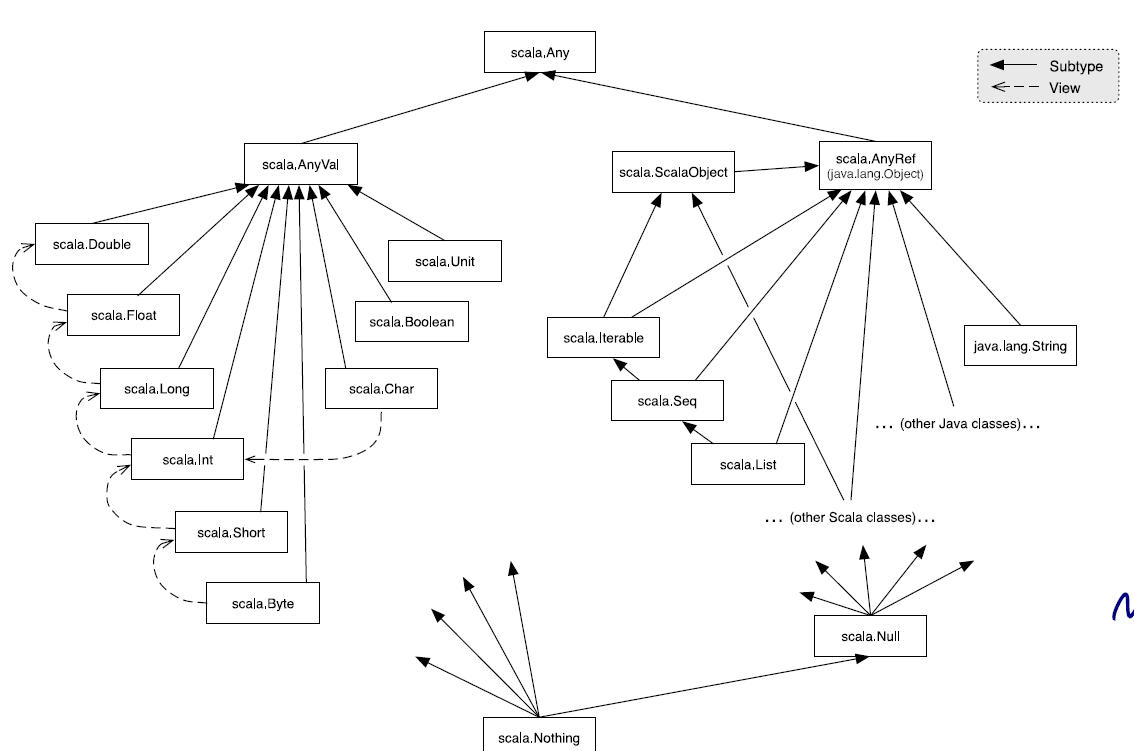 scala.Any
Subtype
View
scala.AnyVal
scala.ScalaObject
scala.AnyRef
(java.lang.Object)
scala.Double
scala.Unit
scala.Float
scala.Boolean
scala.Iterable
java.lang.String
scala.Long
scala.Char
scala.Seq
... (other Java classes)...
scala.Int
scala.List
... (other Scala classes)...
scala.Short
scala.Byte
scala.Null
scala.Nothing